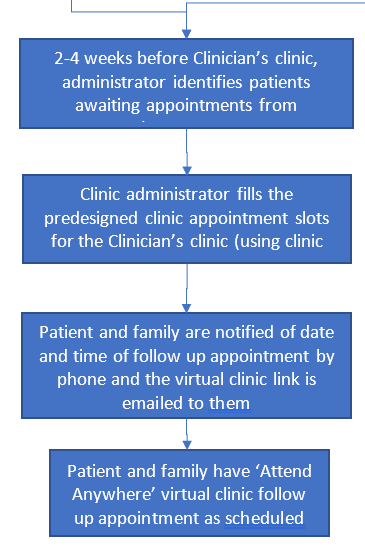 2-4 weeks before Clinician’s clinic,
administrator identifies patients
awaiting appointments from
Clinic administrator fills the
predesigned clinic appointment slots
for the Clinician’s clinic (using clinic
Patient and family are notified of date
and time of follow up appointment by
phone and the virtual clinic link is
emailed to them
Patient and family have ‘Attend
Anywhere’ virtual clinic follow
up appointment as scheduled